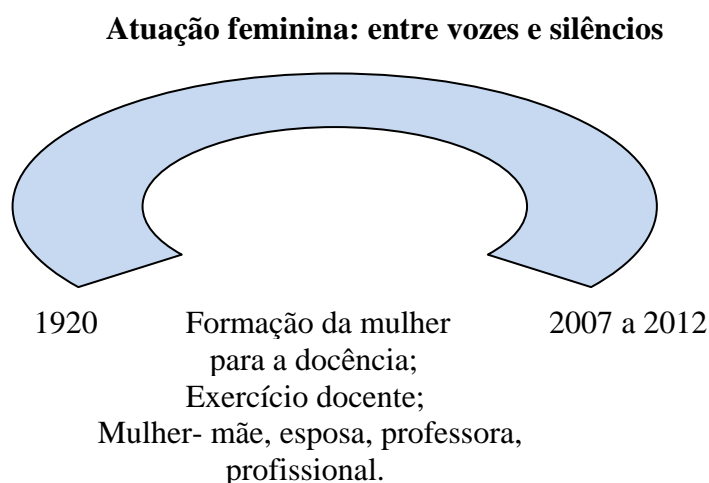 Atuação feminina: entre vozes e silêncios
1920 Formação da mulher 2007 a 2012
para a docência;
Exercício docente;
Mulher- mãe, esposa, professora,
profissional.